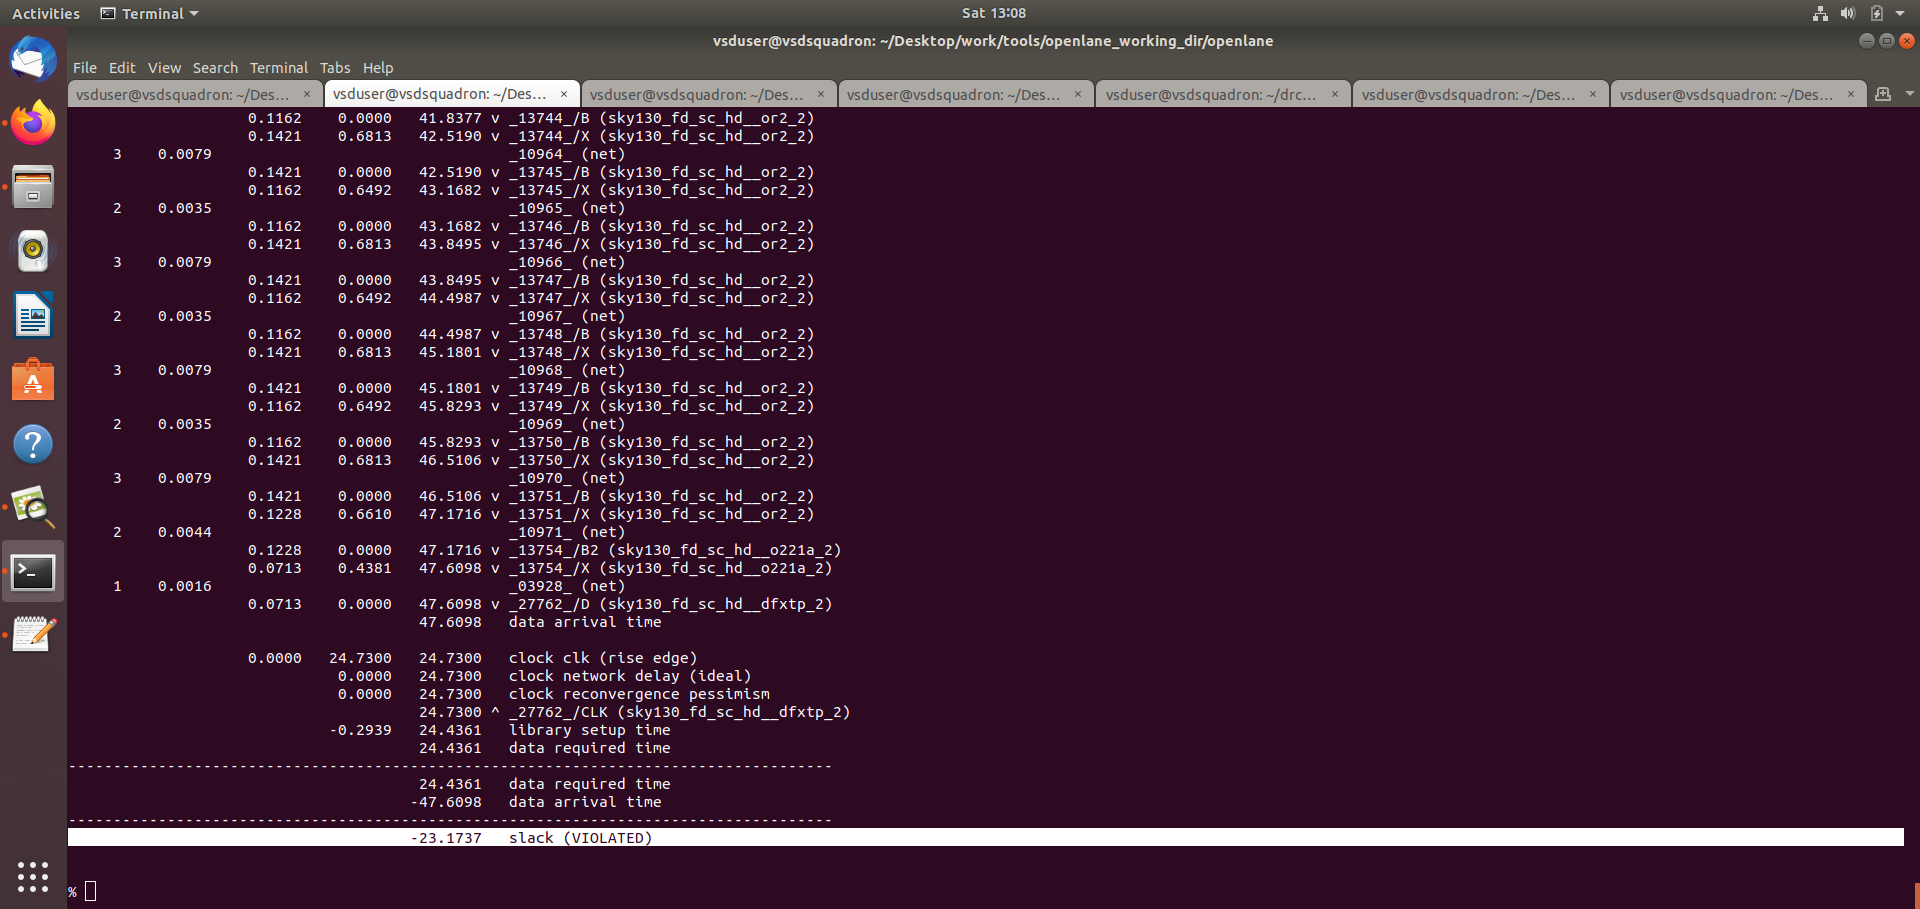 Activities Terminal Sat 13:08
vsduser@vsdsquadron: ~/Desktop/work/tools/openlane_working_dir/openlane
File Edit View Search Terminal Tabs Help
vsduser@vsdsquadron: ~/Des... × vsduser@vsdsquadron: ~/Des... × vsduser@vsdsquadron: ~/Des... × vsduser@vsdsquadron: ~/Des... × vsduser@vsdsquadron: ~/drc... × vsduser@vsdsquadron: ~/Des... × vsduser@vsdsquadron: ~/Des... ×
0.1162 0.0000 41.8377 v _13744_/B (sky130_fd_sc_hd__or2_2)
0.1421 0.6813 42.5190 v _13744_/X (sky130_fd_sc_hd__or2_2)
3 0.0079 _10964_ (net)
0.1421 0.0000 42.5190 v _13745_/B (sky130_fd_sc_hd__or2_2)
0.1162 0.6492 43.1682 v _13745_/X (sky130_fd_sc_hd__or2_2)
2 0.0035 _10965_ (net)
0.1162 0.0000 43.1682 v _13746_/B (sky130_fd_sc_hd__or2_2)
0.1421 0.6813 43.8495 v _13746_/X (sky130_fd_sc_hd__or2_2)
3 0.0079 _10966_ (net)
0.1421 0.0000 43.8495 v _13747_/B (sky130_fd_sc_hd__or2_2)
0.1162 0.6492 44.4987 v _13747_/X (sky130_fd_sc_hd__or2_2)
2 0.0035 _10967_ (net)
0.1162 0.0000 44.4987 v _13748_/B (sky130_fd_sc_hd__or2_2)
0.1421 0.6813 45.1801 v _13748_/X (sky130_fd_sc_hd__or2_2)
3 0.0079 _10968_ (net)
0.1421 0.0000 45.1801 v _13749_/B (sky130_fd_sc_hd__or2_2)
0.1162 0.6492 45.8293 v _13749_/X (sky130_fd_sc_hd__or2_2)
2 0.0035 _10969_ (net)
0.1162 0.0000 45.8293 v _13750_/B (sky130_fd_sc_hd__or2_2)
0.1421 0.6813 46.5106 v _13750_/X (sky130_fd_sc_hd__or2_2)
3 0.0079 _10970_ (net)
0.1421 0.0000 46.5106 v _13751_/B (sky130_fd_sc_hd__or2_2)
0.1228 0.6610 47.1716 v _13751_/X (sky130_fd_sc_hd__or2_2)
2 0.0044 _10971_ (net)
0.1228 0.0000 47.1716 v _13754_/B2 (sky130_fd_sc_hd__o221a_2)
0.0713 0.4381 47.6098 v _13754_/X (sky130_fd_sc_hd__o221a_2)
1 0.0016 _03928_ (net)
0.0713 0.0000 47.6098 v _27762_/D (sky130_fd_sc_hd__dfxtp_2)
47.6098 data arrival time
0.0000 24.7300 24.7300 clock clk (rise edge)
0.0000 24.7300 clock network delay (ideal)
0.0000 24.7300 clock reconvergence pessimism
24.7300 ^ _27762_/CLK (sky130_fd_sc_hd__dfxtp_2)
-0.2939 24.4361 library setup time
24.4361 data required time
-------------------------------------------------------------------------------------
24.4361 data required time
-47.6098 data arrival time
-------------------------------------------------------------------------------------
-23.1737 slack (VIOLATED)
%